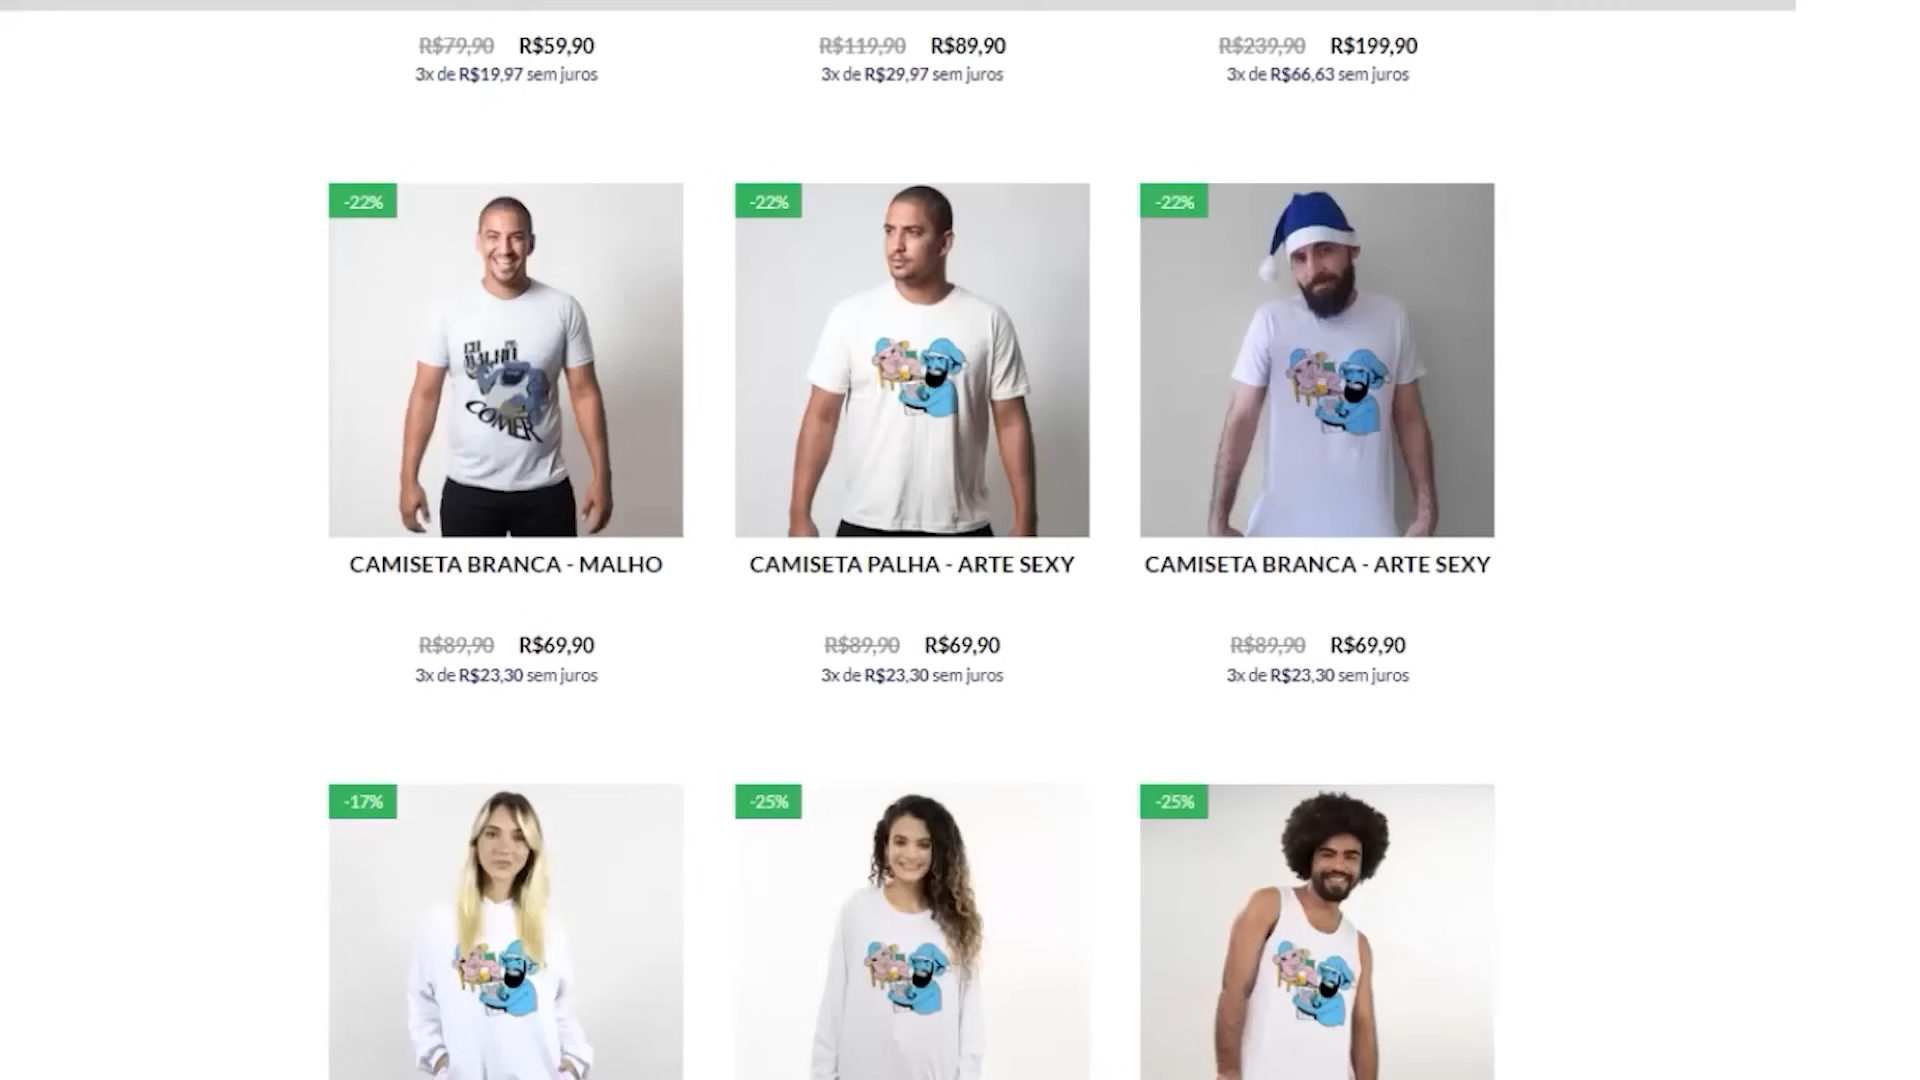 R$79,90 R$59,90
3x de R$19,97 sem juros
R$119,90 R$89,90
3x de R$29,97 sem juros
R$239,90 R$199,90
3x de R$66,63 sem juros
-22%
COMER
CAMISETA BRANCA - MALHO
R$89,90 R$69,90
3x de R$23,30 sem juros
-22%
CAMISETA PALHA - ARTE SEXY
R$89,90 R$69,90
3x de R$23,30 sem juros
-22%
CAMISETA BRANCA - ARTE SEXY
R$89,90 R$69,90
3x de R$23,30 sem juros
-17%
-25%
-25%